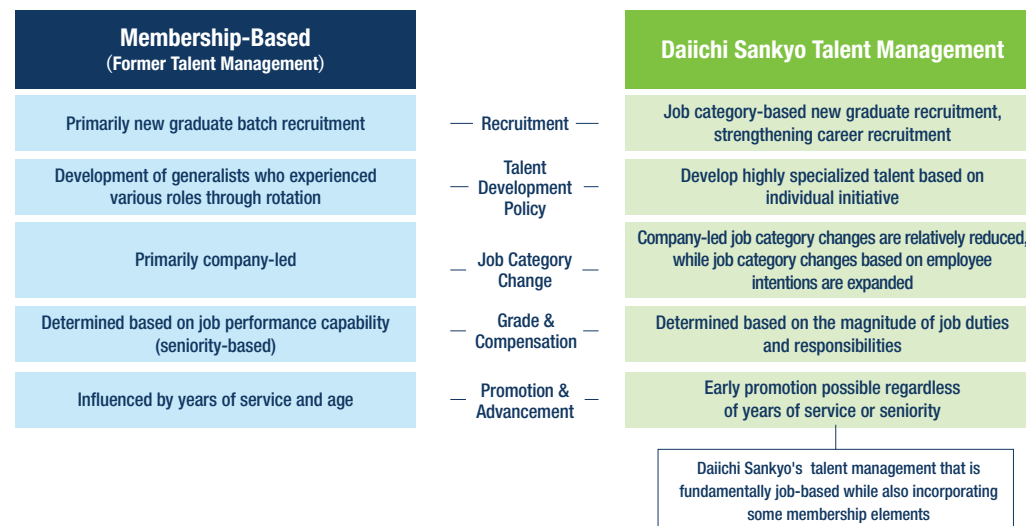 Membership-Based
(Former Talent Management)
Daiichi Sankyo Talent Management
Primarily new graduate batch recruitment
Recruitment
Job category-based new graduate recruitment,
strengthening career recruitment
Development of generalists who experienced
various roles through rotation
Talent
Development
Policy
Develop highly specialized talent based on
individual initiative
Primarily company-led
Job Category
Change
Company-led job category changes are relatively reduced,
while job category changes based on employee
intentions are expanded
Determined based on job performance capability
(seniority-based)
Grade &
Compensation
Determined based on the magnitude of job duties
and responsibilities
Influenced by years of service and age
Promotion &
Advancement
Early promotion possible regardless
of years of service or seniority
Daiichi Sankyo's talent management that is
fundamentally job-based while also incorporating
some membership elements